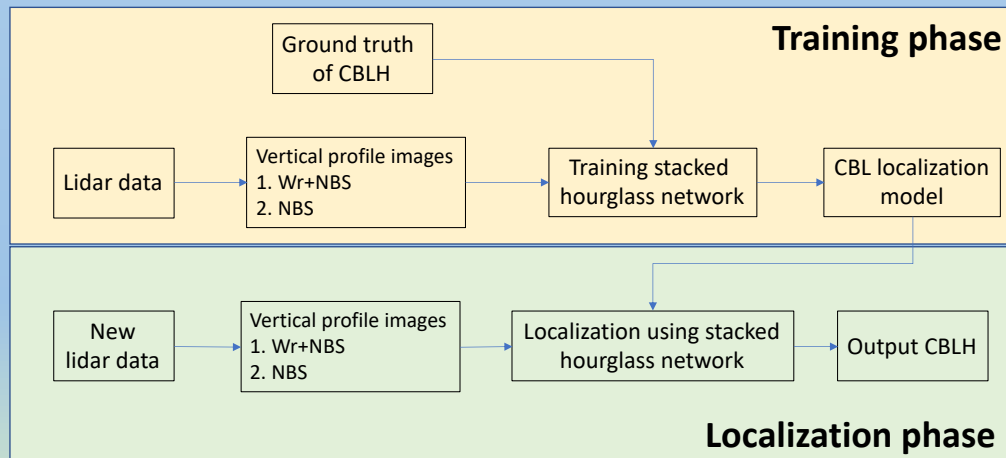 Training phase
Ground truth
of CBLH
Lidar data
Vertical profile images
1. Wr+NBS
2. NBS
Training stacked
hourglass network
CBL localization
model
New
lidar data
Vertical profile images
1. Wr+NBS
2. NBS
Localization using stacked
hourglass network
Output CBLH
Localization phase